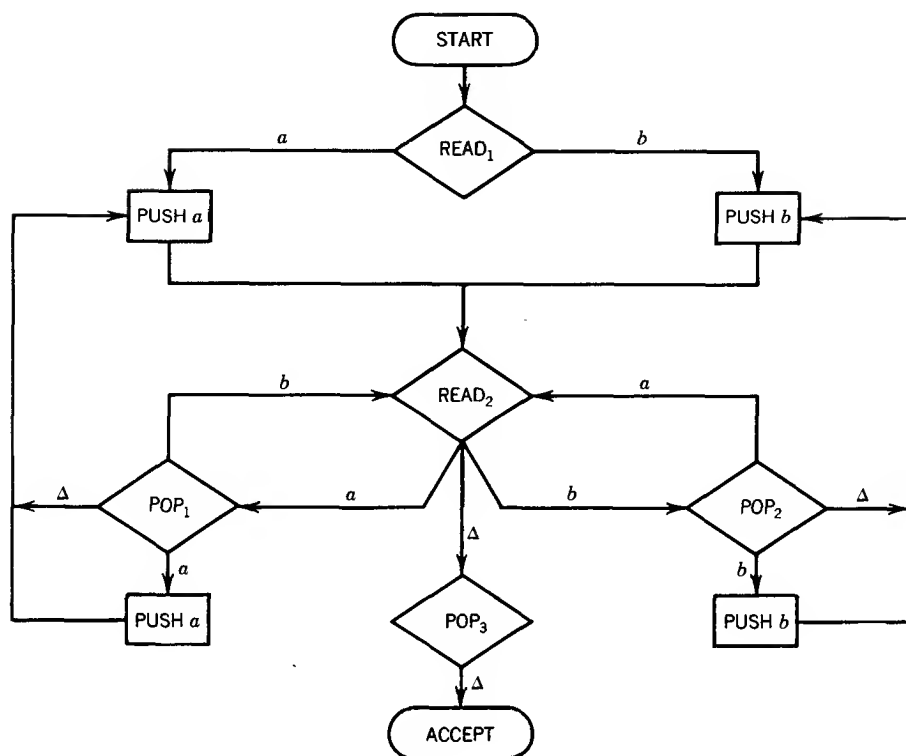 START
a READ₁ b
PUSH a PUSH b
b READ₂ a
Δ POP₁ a b POP₂ Δ
Δ
a b
PUSH a POP₃ PUSH b
Δ
ACCEPT